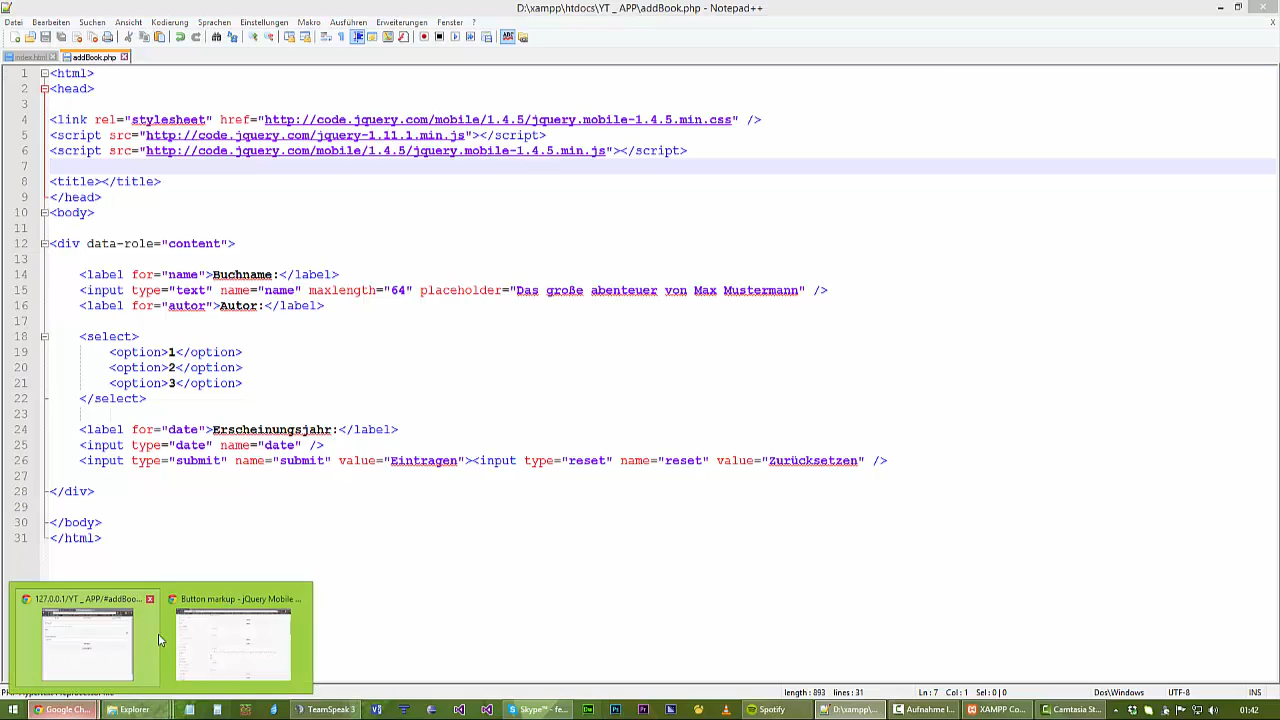 D:\xampp\htdocs\YT _ APP\addBook.php - Notepad++
Datei Bearbeiten Suchen Ansicht Kodierung Sprachen Einstellungen Makro Ausführen Erweiterungen Fenster ? X
index.html addBook.php
1 <html>
2 <head>
3
4 <link rel="stylesheet" href="http://code.jquery.com/mobile/1.4.5/jquery.mobile-1.4.5.min.css" />
5 <script src="http://code.jquery.com/jquery-1.11.1.min.js"></script>
6 <script src="http://code.jquery.com/mobile/1.4.5/jquery.mobile-1.4.5.min.js"></script>
7
8 <title></title>
9 </head>
10 <body>
11
12 <div data-role="content">
13
14 <label for="name">Buchname:</label>
15 <input type="text" name="name" maxlength="64" placeholder="Das große abenteuer von Max Mustermann" />
16 <label for="autor">Autor:</label>
17
18 <select>
19 <option>1</option>
20 <option>2</option>
21 <option>3</option>
22 </select>
23
24 <label for="date">Erscheinungsjahr:</label>
25 <input type="date" name="date" />
26 <input type="submit" name="submit" value="Eintragen"><input type="reset" name="reset" value="Zurücksetzen" />
27
28 </div>
29
30 </body>
31 </html>
127.0.0.1/YT _ APP/#addBoo... Button markup - jQuery Mobile ...
length : 893 lines : 31 Ln : 7 Col : 1 Sel : 0 | 0 Dos\Windows UTF-8 INS
Google Ch... Explorer TeamSpeak 3 Skype™ - fe... Spotify D:\xampp\ht... Aufnahme l... XAMPP Co... Camtasia St... 01:42